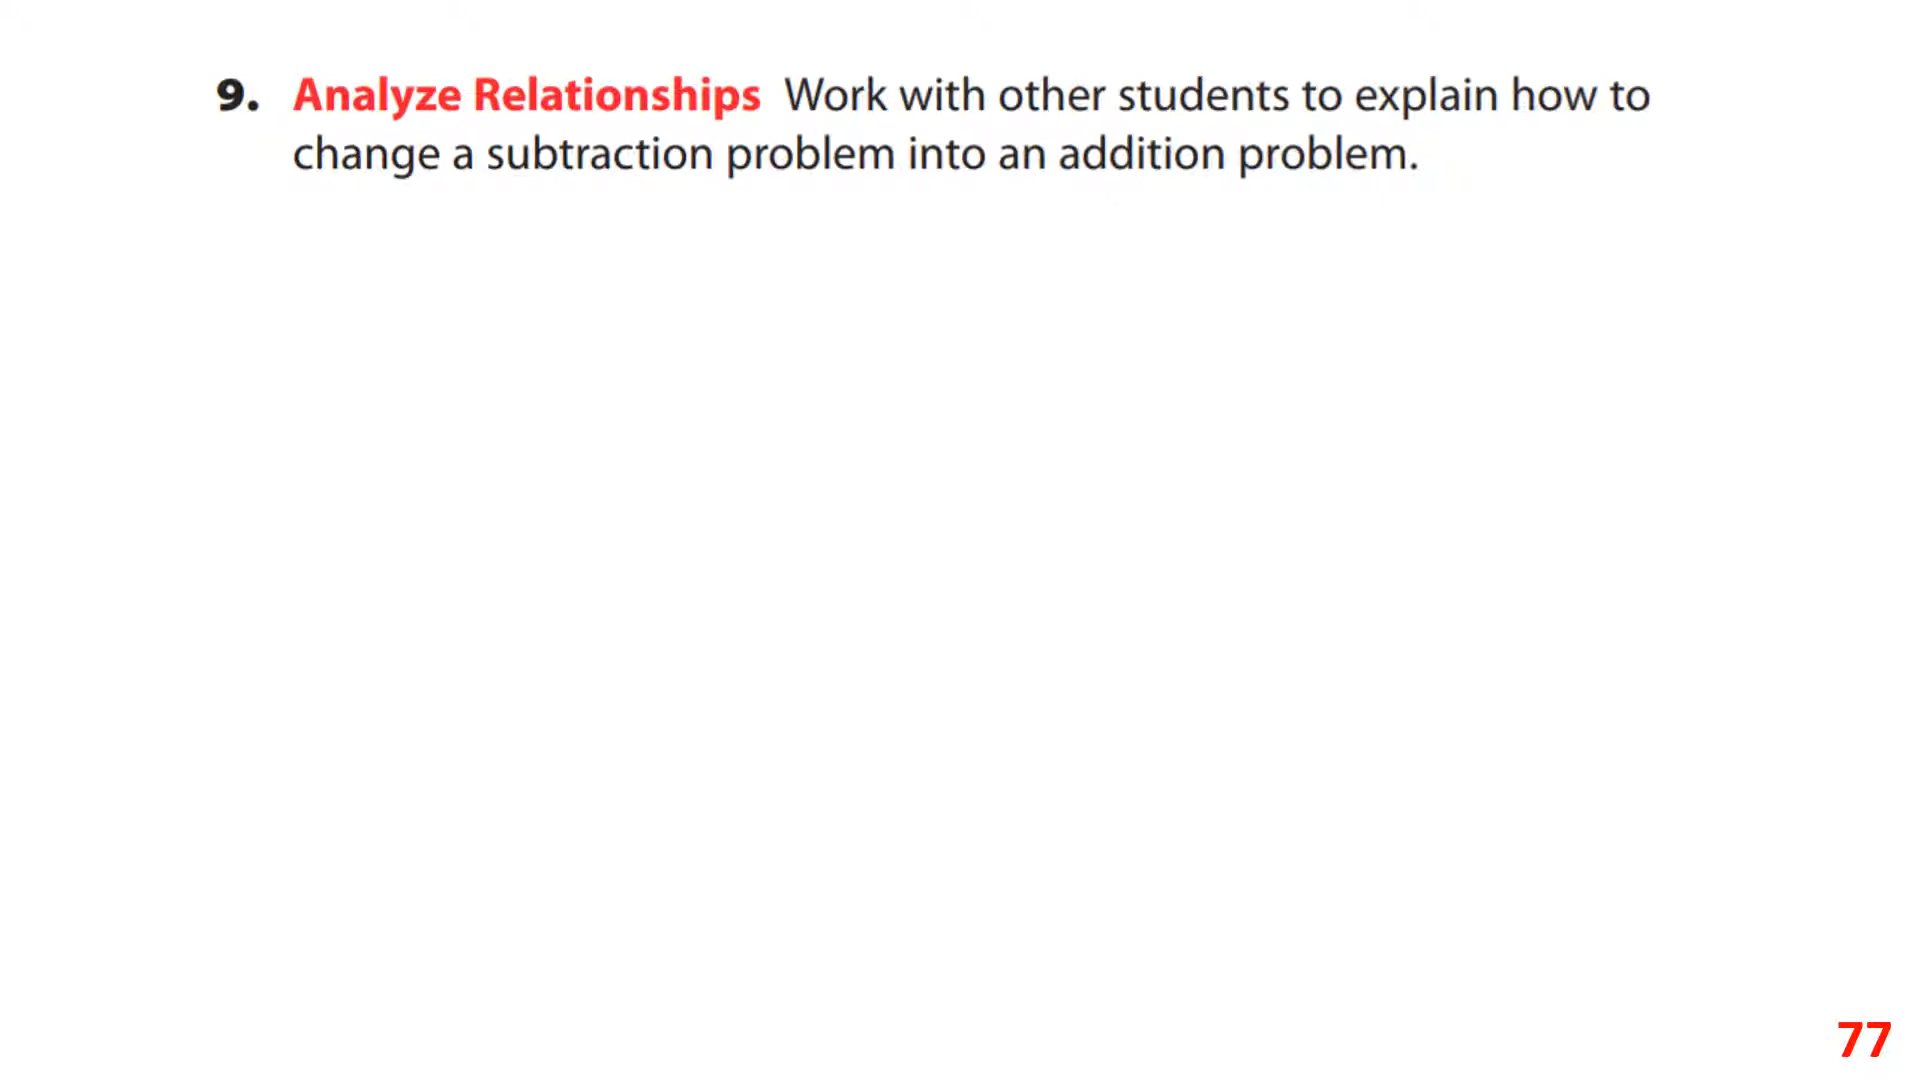 9. Analyze Relationships Work with other students to explain how to
change a subtraction problem into an addition problem.
77